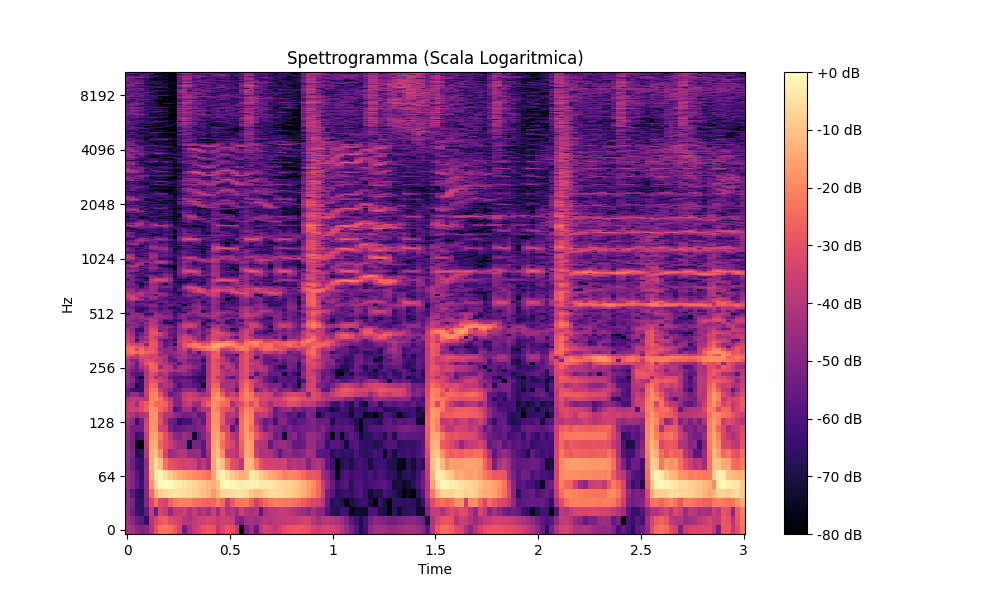 Spettrogramma (Scala Logaritmica)
8192
4096
2048
1024
512
256
128
64
0
Hz
0 0.5 1 1.5 2 2.5 3
Time
+0 dB
-10 dB
-20 dB
-30 dB
-40 dB
-50 dB
-60 dB
-70 dB
-80 dB